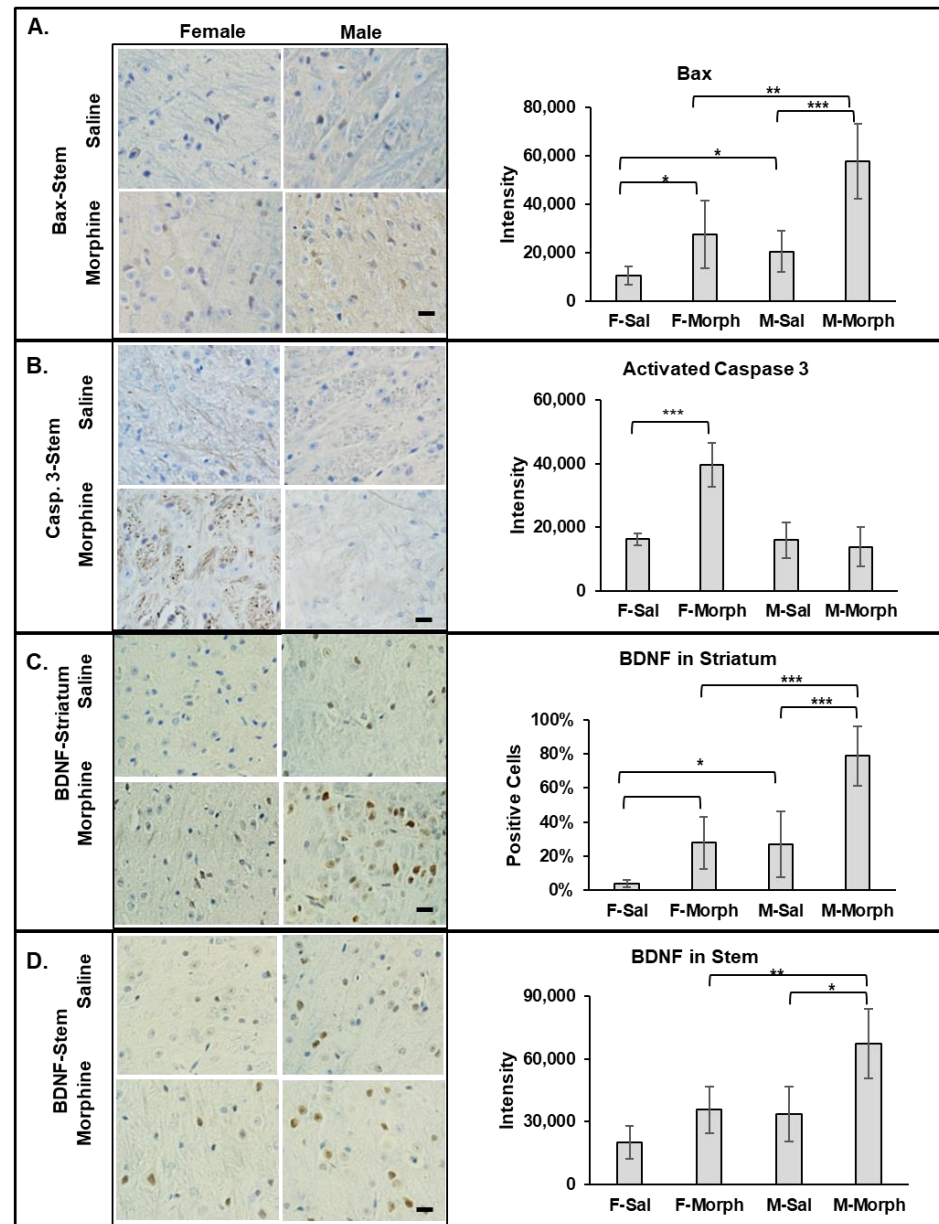 A.
Female Male
Bax-Stem
Saline
Morphine
Bax
**
***
*
*
Intensity
80,000
60,000
40,000
20,000
0
F-Sal F-Morph M-Sal M-Morph
B.
Casp. 3-Stem
Saline
Morphine
Activated Caspase 3
***
Intensity
60,000
40,000
20,000
0
F-Sal F-Morph M-Sal M-Morph
C.
BDNF-Striatum
Saline
Morphine
BDNF in Striatum
***
***
*
Positive Cells
100%
80%
60%
40%
20%
0%
F-Sal F-Morph M-Sal M-Morph
D.
BDNF-Stem
Saline
Morphine
BDNF in Stem
**
*
Intensity
90,000
60,000
30,000
0
F-Sal F-Morph M-Sal M-Morph